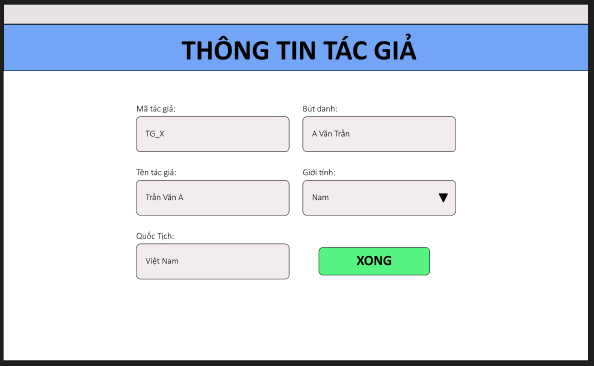 THÔNG TIN TÁC GIẢ
Mã tác giả:
Bút danh:
TG_X
A Văn Trần
Tên tác giả:
Giới tính:
Trần Văn A
Nam
Quốc Tịch:
Việt Nam
XONG